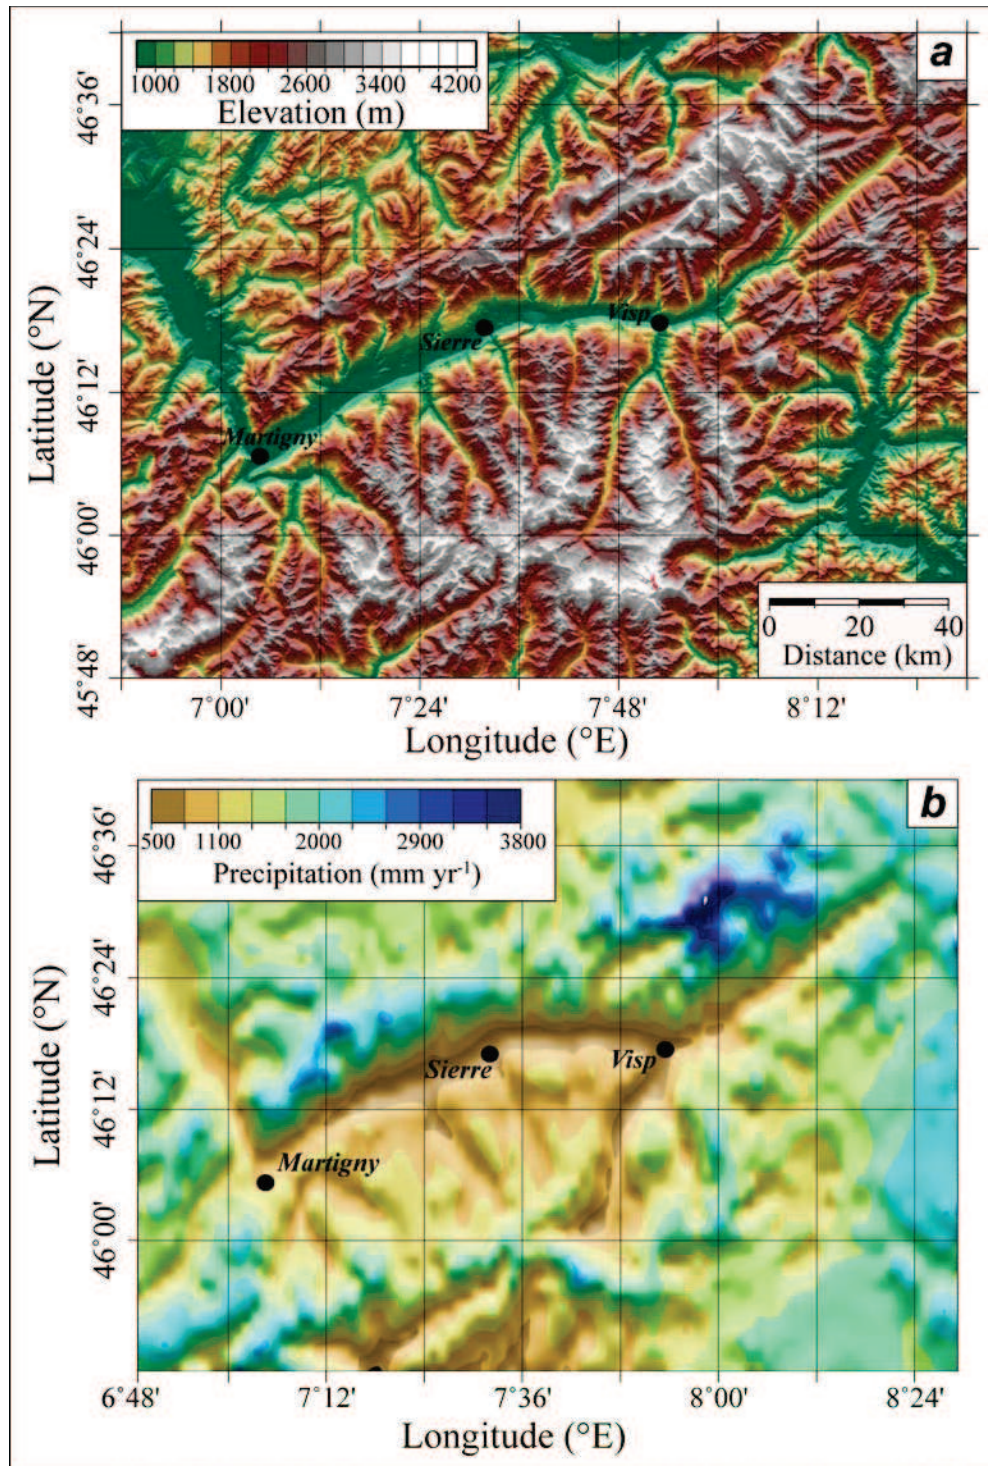 a
1000 1800 2600 3400 4200
Elevation (m)
46°36'
46°24'
46°12'
46°00'
45°48'
Latitude (°N)
Visp
Sierre
Martigny
0 20 40
Distance (km)
7°00' 7°24' 7°48' 8°12'
Longitude (°E)
b
500 1100 2000 2900 3800
Precipitation (mm yr-1)
46°36'
46°24'
46°12'
46°00'
Latitude (°N)
Sierre
Visp
Martigny
6°48' 7°12' 7°36' 8°00' 8°24'
Longitude (°E)